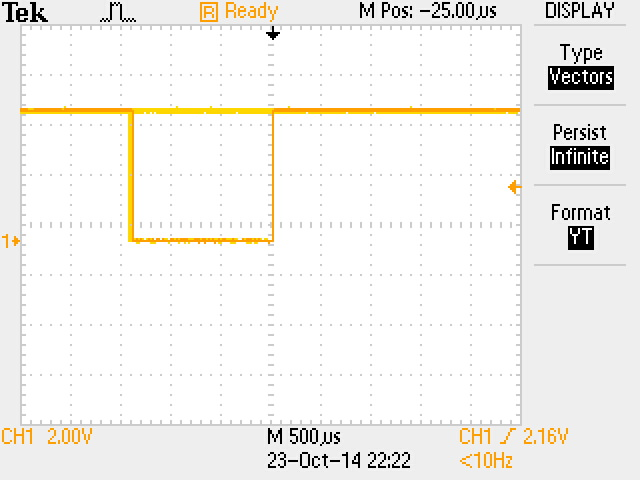 Tek R Ready M Pos: -25.00µs DISPLAY
Type
Vectors
Persist
Infinite
Format
YT
1
CH1 2.00V M 500µs CH1 2.16V
23-Oct-14 22:22 <10Hz